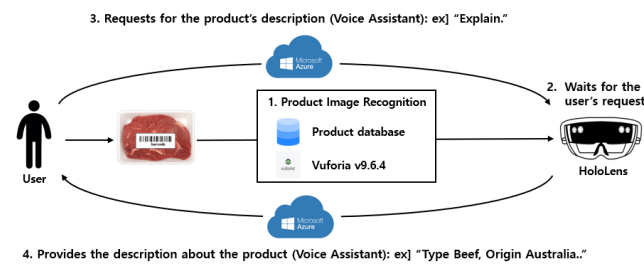 3. Requests for the product's description (Voice Assistant): ex] “Explain.”
Microsoft
Azure
2. Waits for the
user's request
1. Product Image Recognition
Product database
barcode
vuforia
Vuforia v9.6.4
User
HoloLens
Microsoft
Azure
4. Provides the description about the product (Voice Assistant): ex] “Type Beef, Origin Australia..”